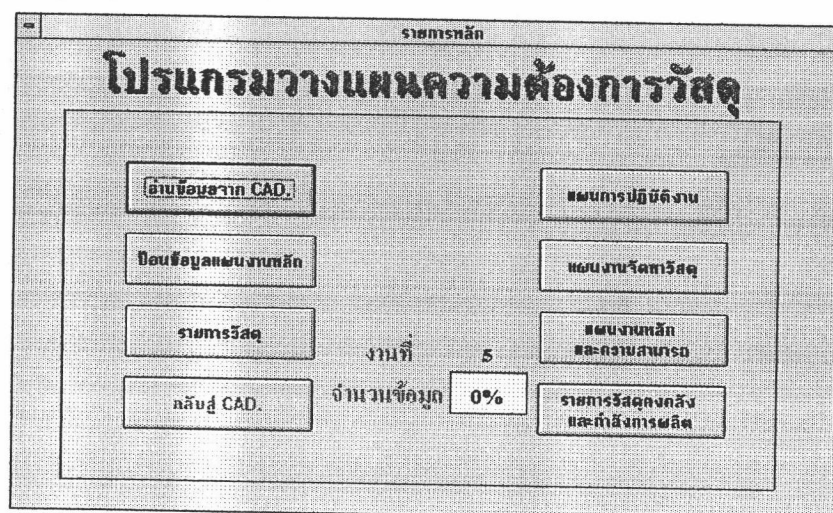 รายการหลัก
โปรแกรมวางแผนความต้องการวัสดุ
อ่านข้อมูลจาก CAD.
ป้อนข้อมูลแผนงานหลัก
รายการวัสดุ
กลับสู่ CAD.
งานที่ 5
จำนวนข้อมูล 0%
แผนการปฏิบัติงาน
แผนงานจัดหาวัสดุ
แผนงานหลัก
และความสามารถ
รายการวัสดุคงคลัง
และกำลังการผลิต